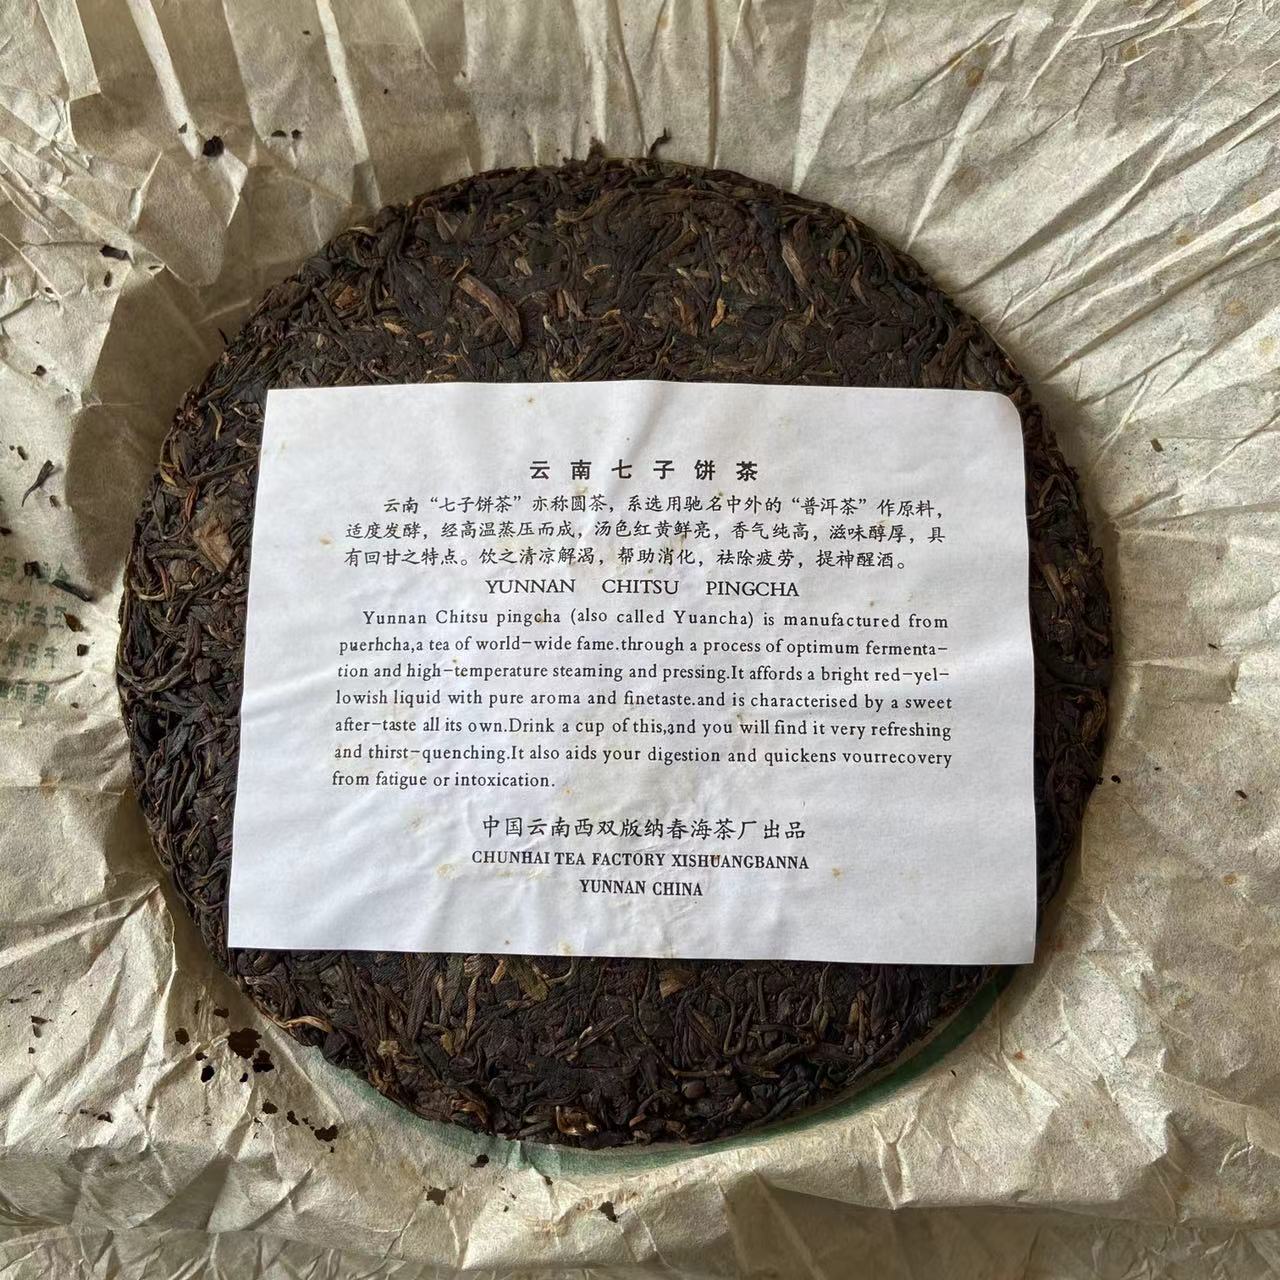 云南七子饼茶
云南“七子饼茶”亦称圆茶，系选用驰名中外的“普洱茶”作原料，
适度发酵，经高温蒸压而成，汤色红黄鲜亮，香气纯高，滋味醇厚，具
有回甘之特点。饮之清凉解渴，帮助消化，祛除疲劳，提神醒酒。
YUNNAN CHITSU PINGCHA
Yunnan Chitsu pingcha (also called Yuancha) is manufactured from
puerhcha,a tea of world-wide fame.through a process of optimum fermenta-
tion and high-temperature steaming and pressing.It affords a bright red-yel-
lowish liquid with pure aroma and finetaste.and is characterised by a sweet
after-taste all its own.Drink a cup of this,and you will find it very refreshing
and thirst-quenching.It also aids your digestion and quickens vourrecovery
from fatigue or intoxication.
中国云南西双版纳春海茶厂出品
CHUNHAI TEA FACTORY XISHUANGBANNA
YUNNAN CHINA